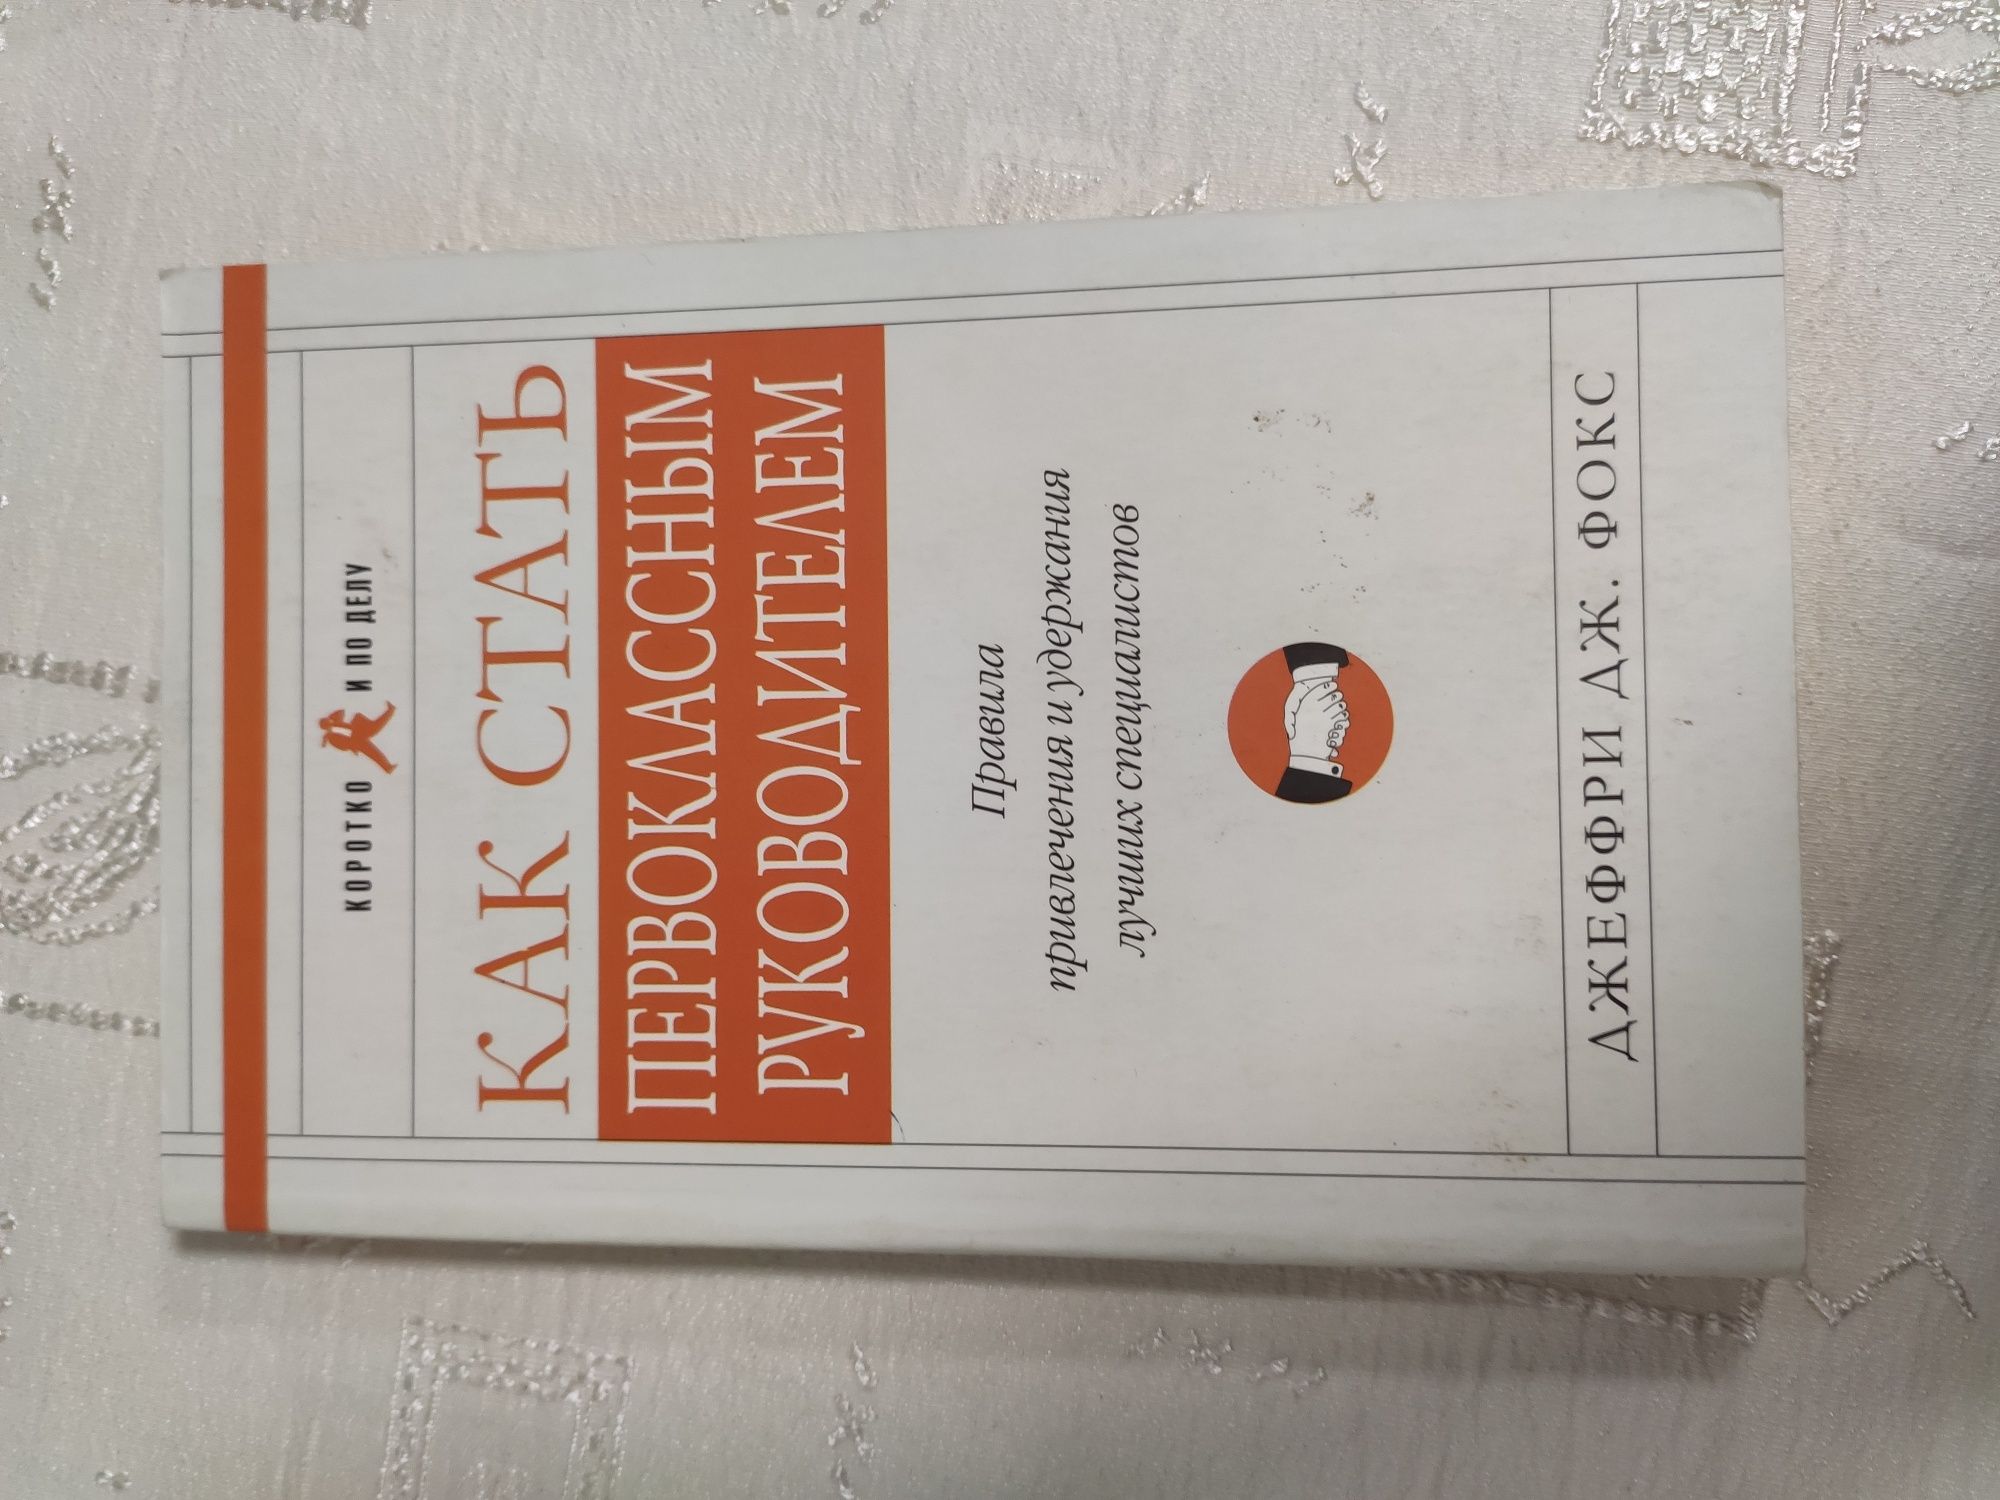 КОРОТКО И ПО ДЕЛУ
КАК СТАТЬ
ПЕРВОКЛАССНЫМ
РУКОВОДИТЕЛЕМ
Правила
привлечения и удержания
лучших специалистов
ДЖЕФФРИ ДЖ. ФОКС